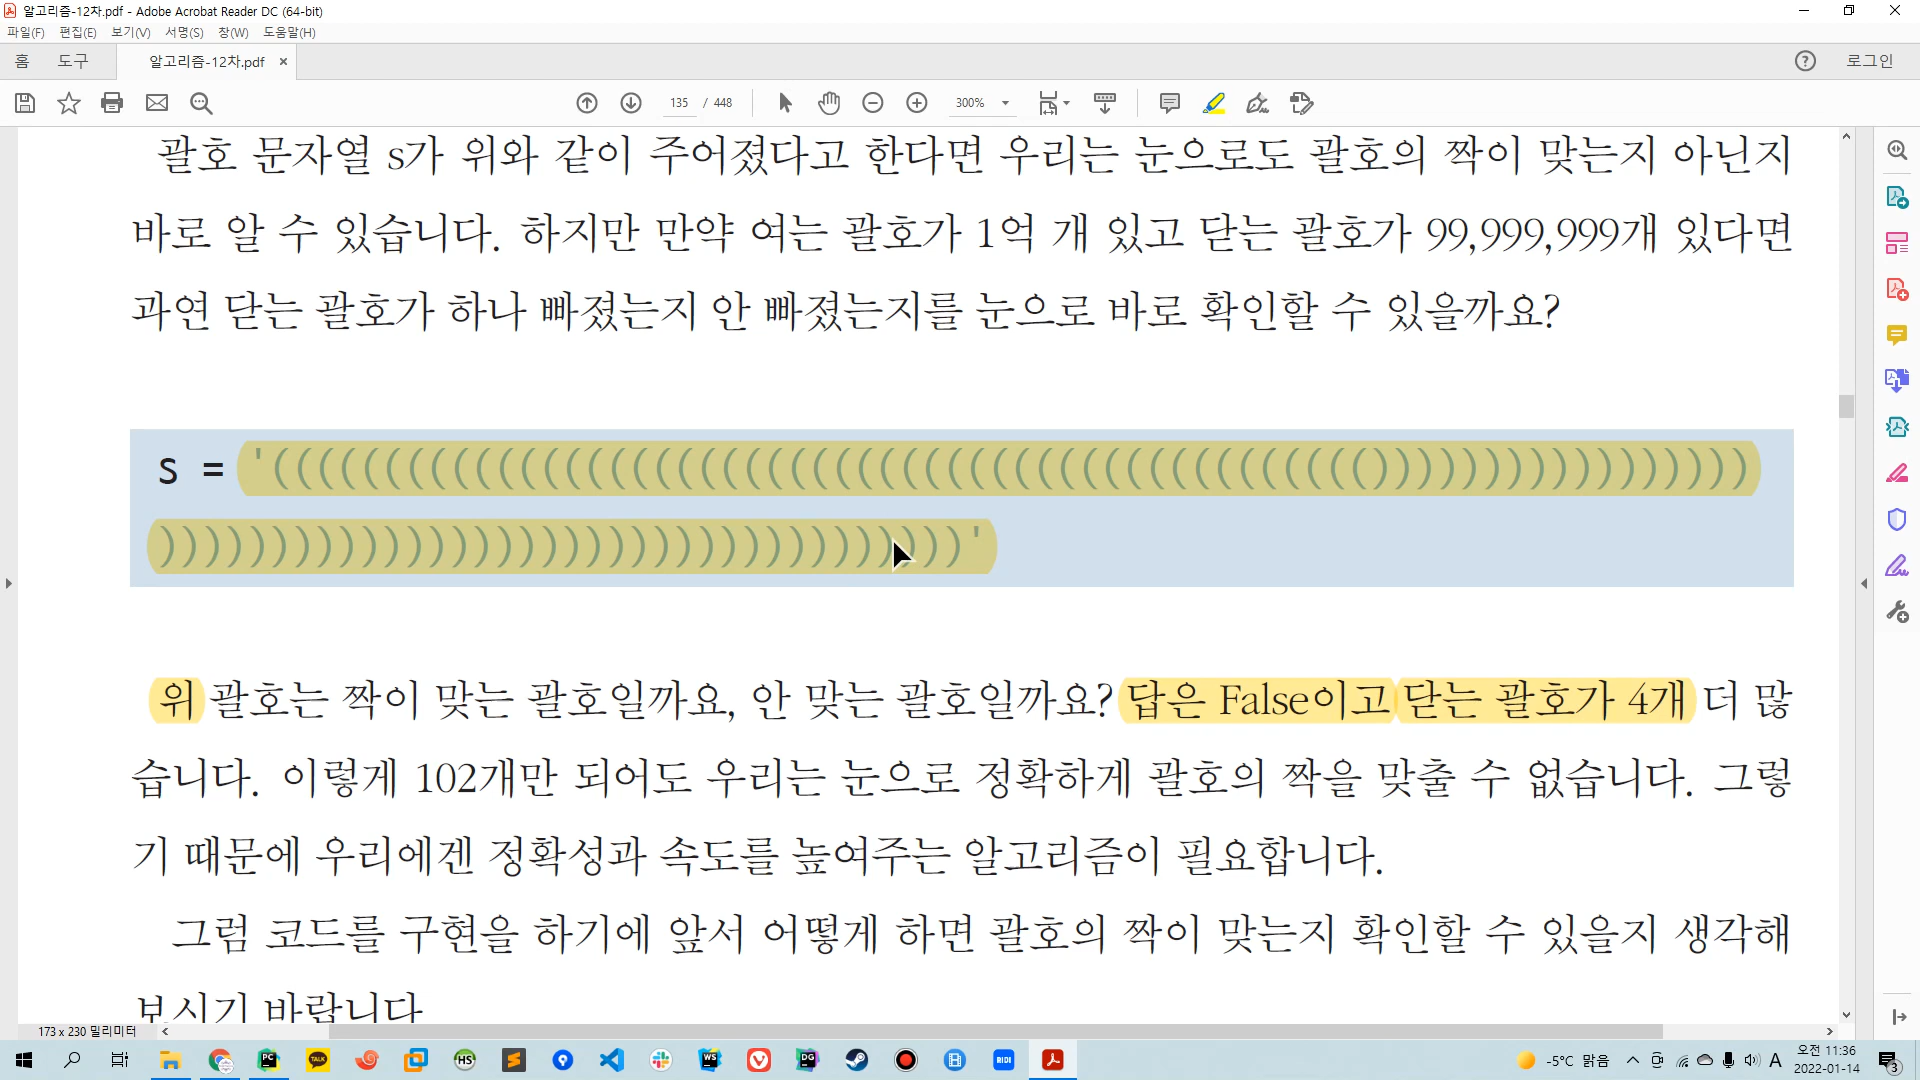 알고리즘-12차.pdf - Adobe Acrobat Reader DC (64-bit)
파일(F) 편집(E) 보기(V) 서명(S) 창(W) 도움말(H)
홈 도구 알고리즘-12차.pdf × 로그인
135 / 448 300%
괄호 문자열 s가 위와 같이 주어졌다고 한다면 우리는 눈으로도 괄호의 짝이 맞는지 아닌지
바로 알 수 있습니다. 하지만 만약 여는 괄호가 1억 개 있고 닫는 괄호가 99,999,999개 있다면
과연 닫는 괄호가 하나 빠졌는지 안 빠졌는지를 눈으로 바로 확인할 수 있을까요?
s = '((((((((((((((((((((((((((((((((((((((((((((((((()))))))))))))))))
))))))))))))))))))))))))))))))))))))'
위 괄호는 짝이 맞는 괄호일까요, 안 맞는 괄호일까요? 답은 False이고 닫는 괄호가 4개 더 많
습니다. 이렇게 102개만 되어도 우리는 눈으로 정확하게 괄호의 짝을 맞출 수 없습니다. 그렇
기 때문에 우리에겐 정확성과 속도를 높여주는 알고리즘이 필요합니다.
그럼 코드를 구현을 하기에 앞서 어떻게 하면 괄호의 짝이 맞는지 확인할 수 있을지 생각해
보시기 바랍니다
173 x 230 밀리미터
PC TALK HS WS DG RIDI -5°C 맑음 A 오전 11:36
2022-01-14 3